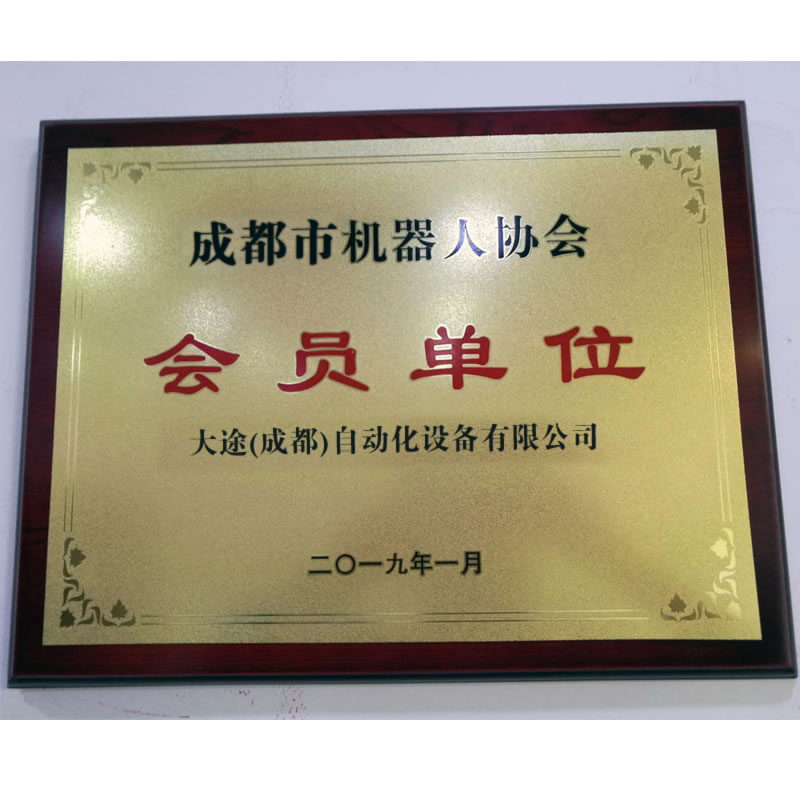 成都市机器人协会
会员单位
大途(成都)自动化设备有限公司
二〇一九年一月